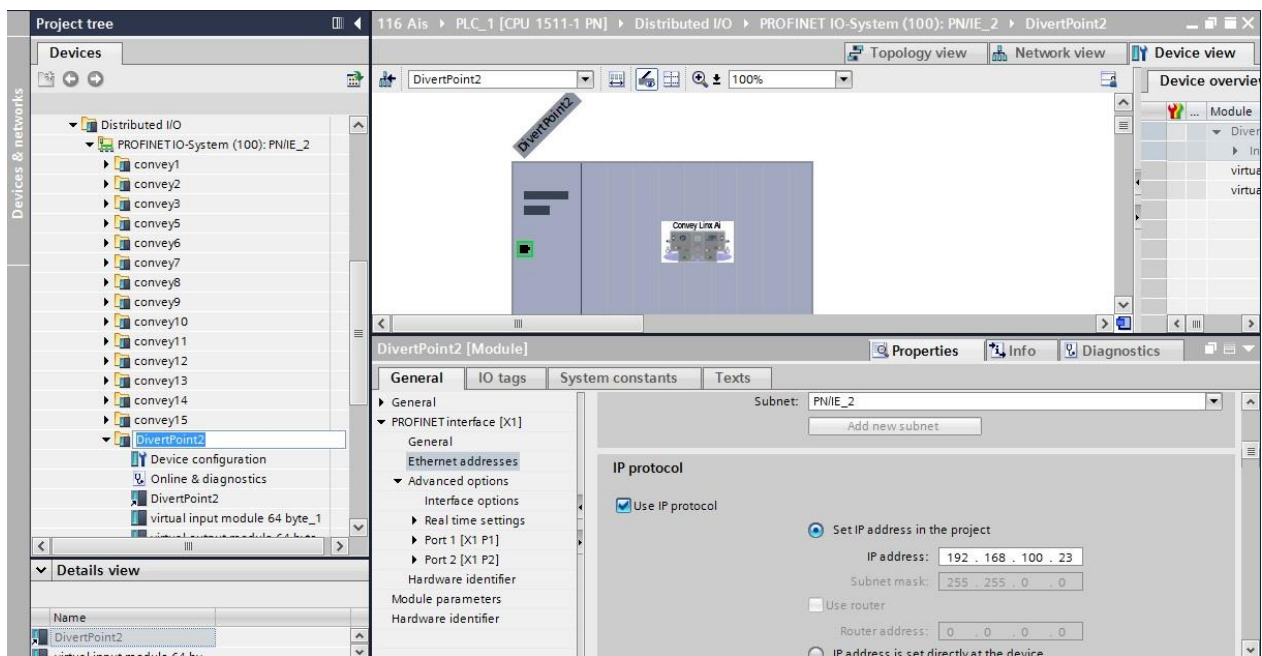 Project tree
Devices
Devices & networks
Distributed I/O
PROFINET IO-System (100): PN/IE_2
convey1
convey2
convey3
convey5
convey6
convey7
convey8
convey9
convey10
convey11
convey12
convey13
convey14
convey15
DivertPoint2
Device configuration
Online & diagnostics
DivertPoint2
virtual input module 64 byte_1
Details view
Name
DivertPoint2
116 Ais PLC_1 [CPU 1511-1 PN] Distributed I/O PROFINET IO-System (100): PN/IE_2 DivertPoint2
Topology view Network view Device view
DivertPoint2 100%
DivertPoint2
Convey Linx Ai
Device overvie
... Module
Diver
In
virtua
virtua
DivertPoint2 [Module]
Properties Info Diagnostics
General IO tags System constants Texts
General
PROFINET interface [X1]
General
Ethernet addresses
Advanced options
Interface options
Real time settings
Port 1 [X1 P1]
Port 2 [X1 P2]
Hardware identifier
Module parameters
Hardware identifier
Subnet: PN/IE_2
Add new subnet
IP protocol
Use IP protocol
Set IP address in the project
IP address: 192 . 168 . 100 . 23
Subnet mask: 255 . 255 . 0 . 0
Use router
Router address: 0 . 0 . 0 . 0
IP address is set directly at the device